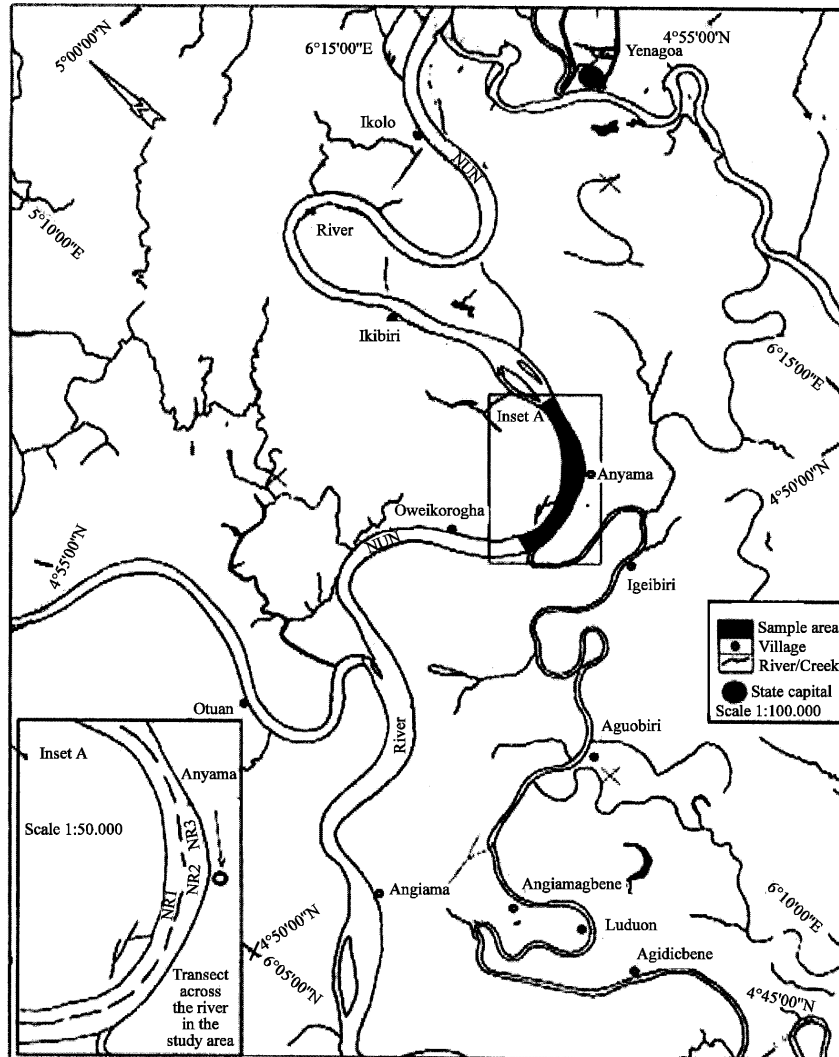 5°00'00"N
6°15'00"E
Yenagoa
4°55'00"N
Ikolo
NUN
5°10'00"E
River
Ikibiri
6°15'00"E
Inset A
Anyama
4°50'00"N
Oweikorogha
NUN
4°55'00"N
Igeibiri
Sample area
Village
River/Creek
State capital
Scale 1:100.000
Otuan
River
Aguobiri
Inset A
Anyama
Scale 1:50.000
NR3
NR2
NR1
Transect
across
the river
in the
study area
Angiama
Angiamagbene
Luduon
6°10'00"E
4°50'00"N
6°05'00"N
Agidicbene
4°45'00"N